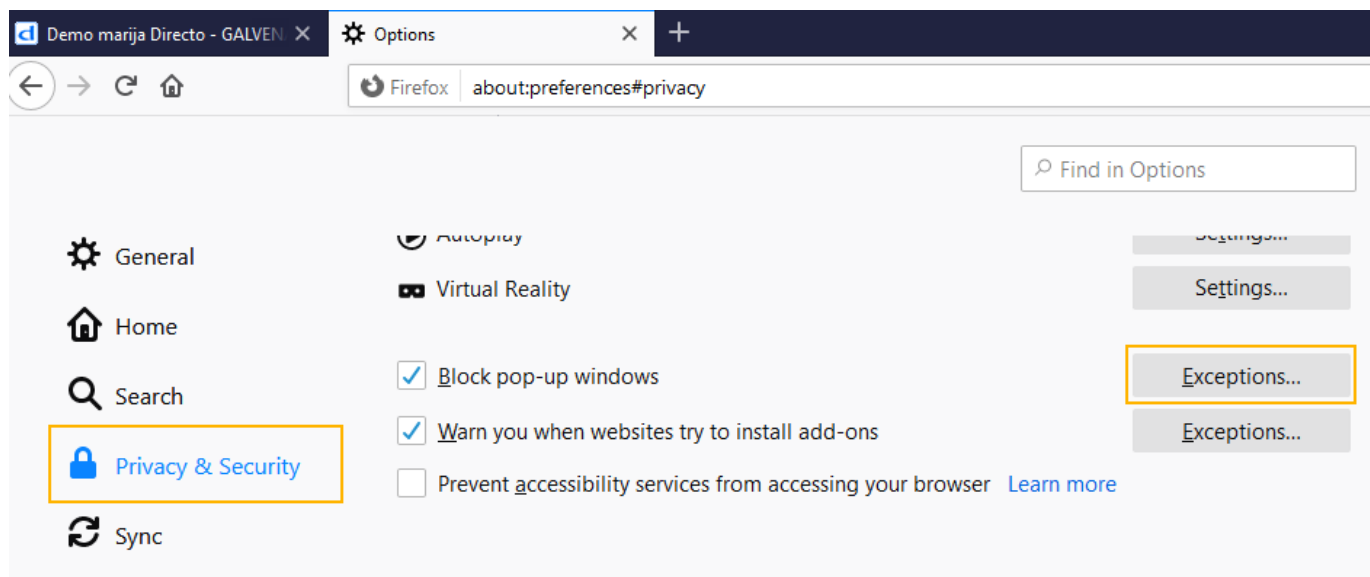 Demo marija Directo - GALVEN
Options
Firefox about:preferences#privacy
Find in Options
General
Autoplay Settings...
Virtual Reality Settings...
Home
Block pop-up windows Exceptions...
Search
Warn you when websites try to install add-ons Exceptions...
Privacy & Security
Prevent accessibility services from accessing your browser Learn more
Sync